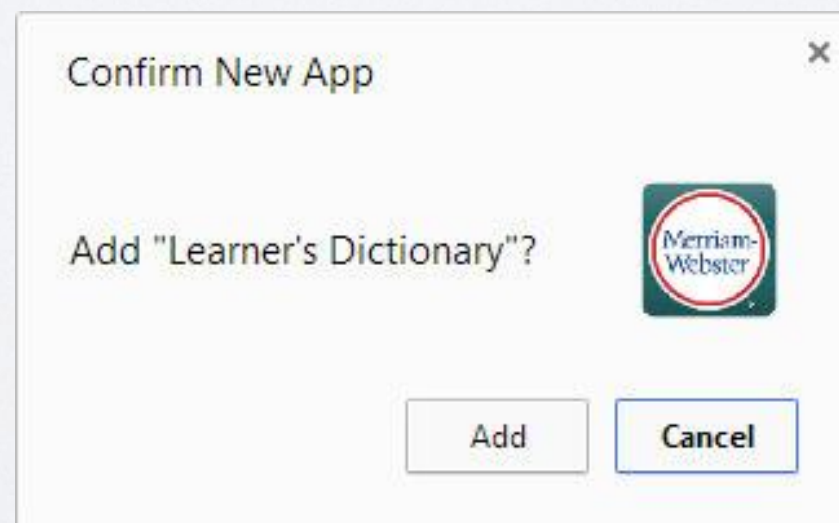 Confirm New App
×
Add "Learner's Dictionary"?
Merriam-
Webster
Add
Cancel